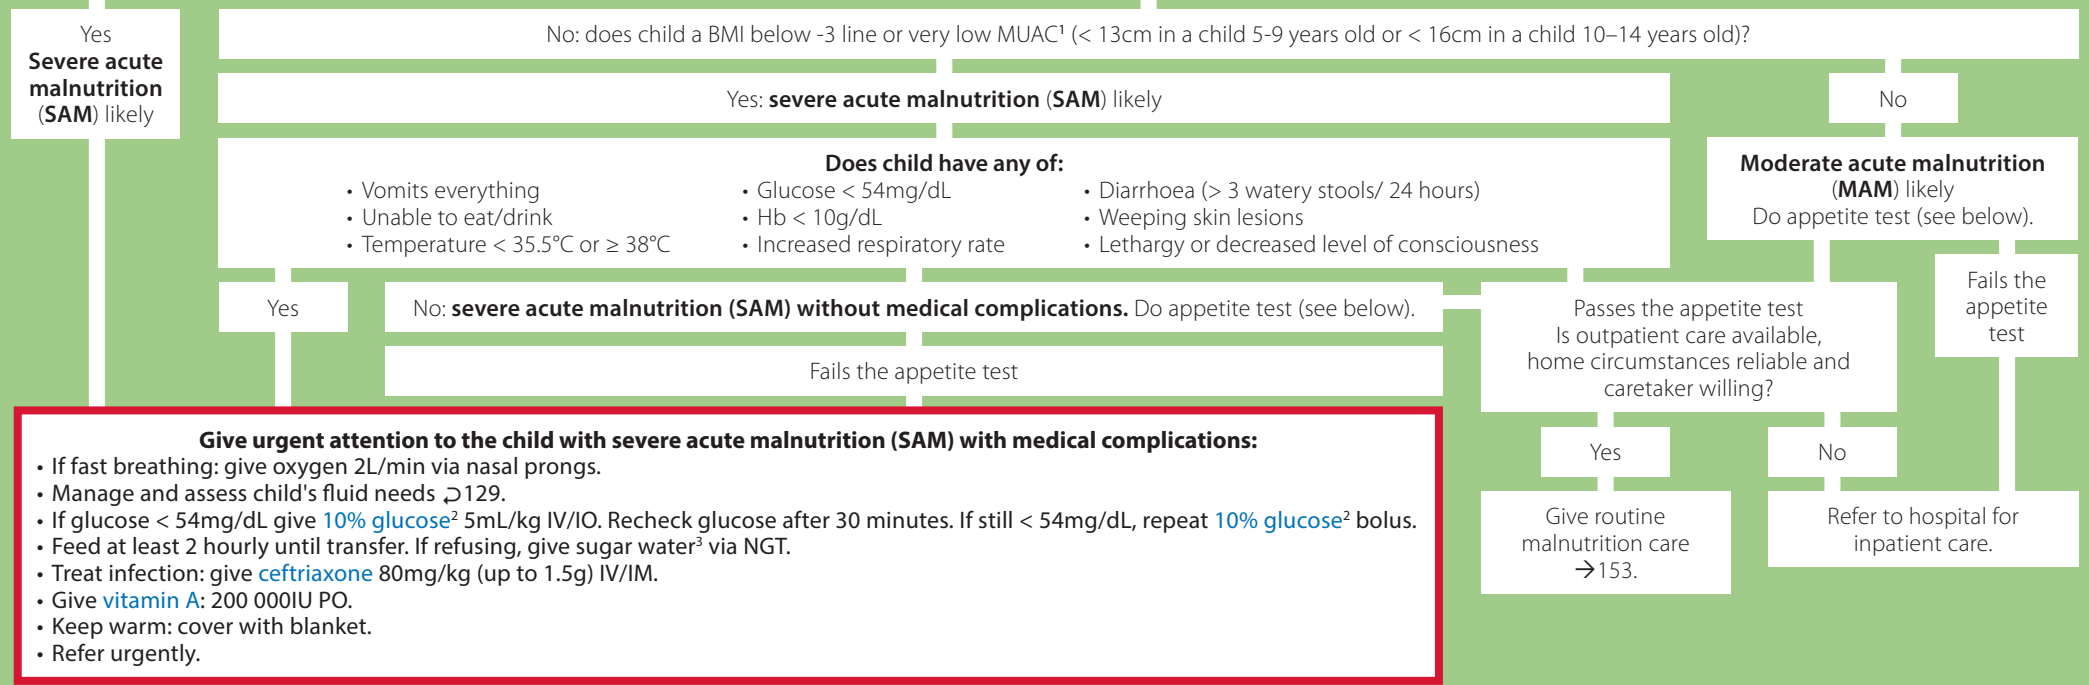 Yes
Severe acute
malnutrition
(SAM) likely
No: does child a BMI below -3 line or very low MUAC¹ (< 13cm in a child 5-9 years old or < 16cm in a child 10–14 years old)?
Yes: severe acute malnutrition (SAM) likely
No
Does child have any of:
• Vomits everything
• Unable to eat/drink
• Temperature < 35.5°C or ≥ 38°C
• Glucose < 54mg/dL
• Hb < 10g/dL
• Increased respiratory rate
• Diarrhoea (> 3 watery stools/ 24 hours)
• Weeping skin lesions
• Lethargy or decreased level of consciousness
Moderate acute malnutrition
(MAM) likely
Do appetite test (see below).
Yes
No: severe acute malnutrition (SAM) without medical complications. Do appetite test (see below).
Fails the appetite test
Passes the appetite test
Is outpatient care available,
home circumstances reliable and
caretaker willing?
Fails the
appetite
test
Give urgent attention to the child with severe acute malnutrition (SAM) with medical complications:
• If fast breathing: give oxygen 2L/min via nasal prongs.
• Manage and assess child's fluid needs ⮌129.
• If glucose < 54mg/dL give 10% glucose² 5mL/kg IV/IO. Recheck glucose after 30 minutes. If still < 54mg/dL, repeat 10% glucose² bolus.
• Feed at least 2 hourly until transfer. If refusing, give sugar water³ via NGT.
• Treat infection: give ceftriaxone 80mg/kg (up to 1.5g) IV/IM.
• Give vitamin A: 200 000IU PO.
• Keep warm: cover with blanket.
• Refer urgently.
Yes
No
Give routine
malnutrition care
→153.
Refer to hospital for
inpatient care.